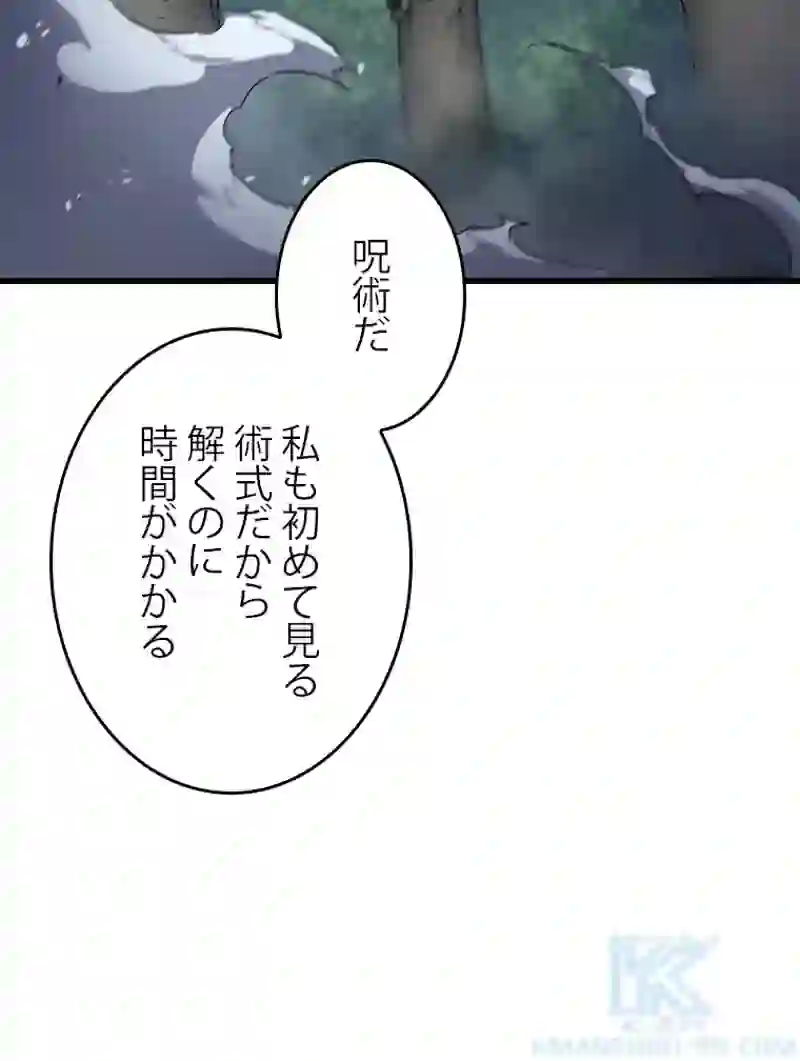 呪術だ
私も初めて見る
術式だから
解くのに
時間がかかる